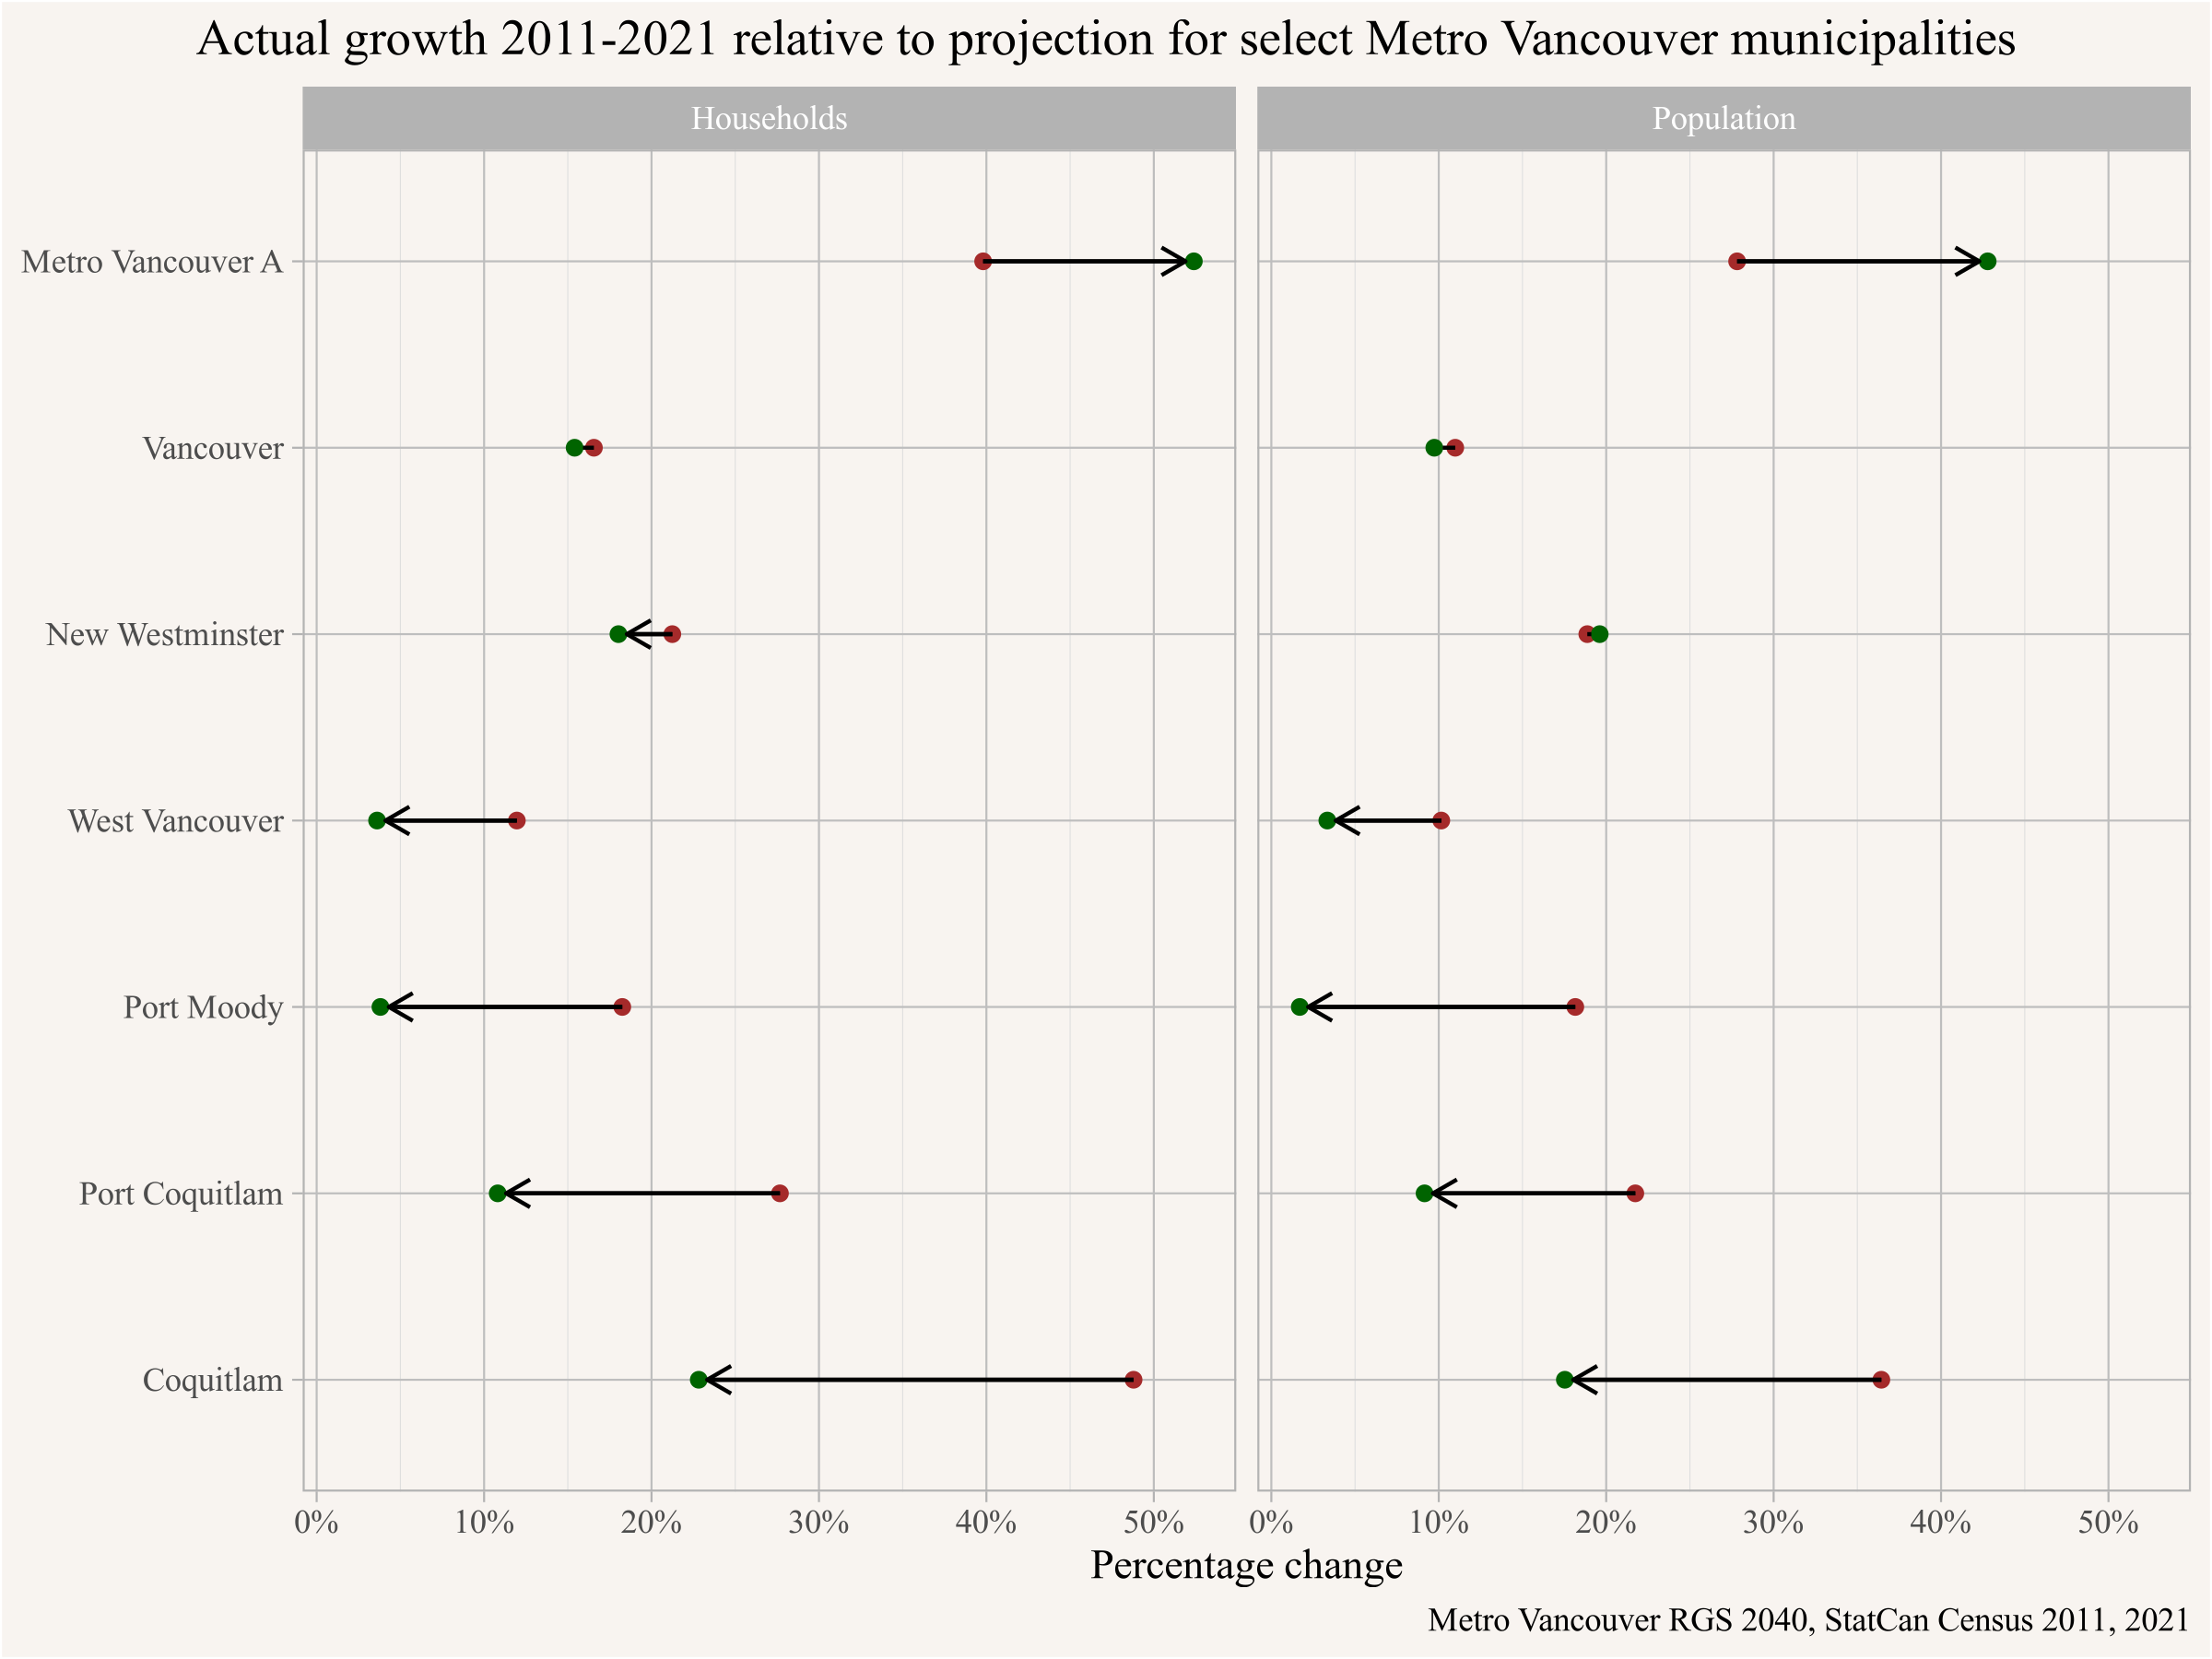 Actual growth 2011-2021 relative to projection for select Metro Vancouver municipalities
Households
Population
Metro Vancouver A
Vancouver
New Westminster
West Vancouver
Port Moody
Port Coquitlam
Coquitlam
0% 10% 20% 30% 40% 50% 0% 10% 20% 30% 40% 50%
Percentage change
Metro Vancouver RGS 2040, StatCan Census 2011, 2021